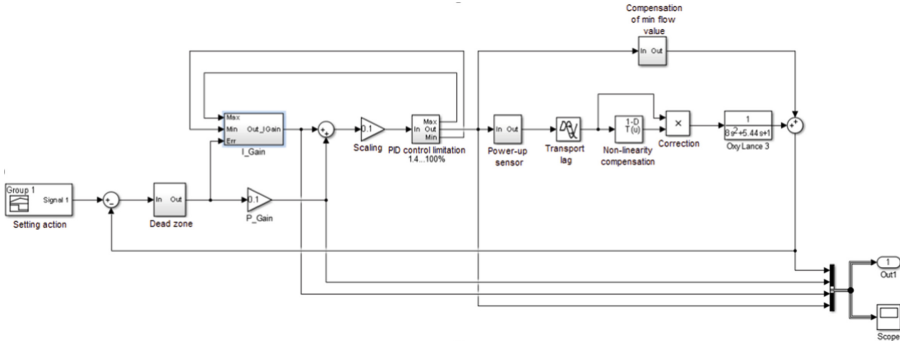 Compensation
of min flow
value
In Out
Max
Min Out_IGain
Err
I_Gain
0.1
Scaling
Max
In Out
Min
PID control limitation
1.4...100%
In Out
Power-up
sensor
Transport
lag
1-D
T(u)
Non-linearity
compensation
×
Correction
1
8s²+5.44s+1
Oxy Lance 3
Group 1
Signal 1
Setting action
In Out
Dead zone
0.1
P_Gain
1
Out1
Scope